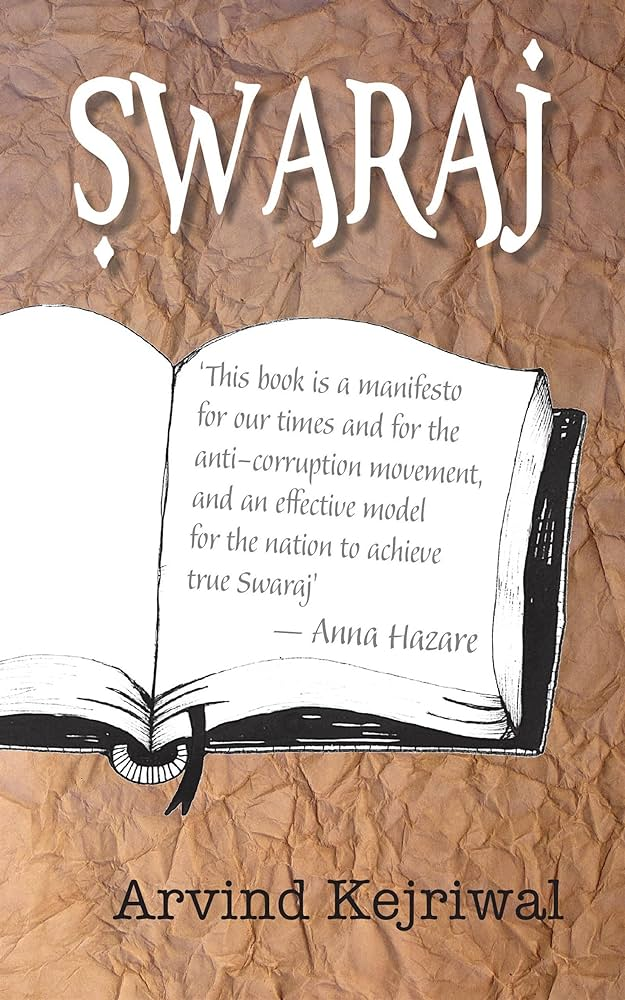 SWARAJ
‘This book is a manifesto
for our times and for the
anti-corruption movement,
and an effective model
for the nation to achieve
true Swaraj’
— Anna Hazare
Arvind Kejriwal